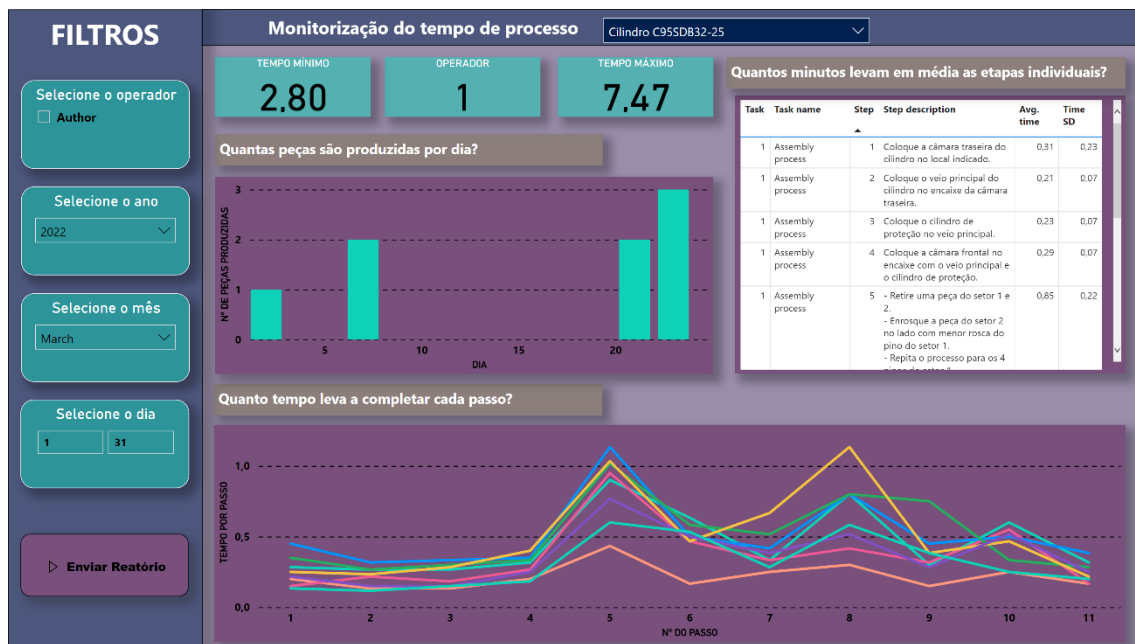 FILTROS
Monitorização do tempo de processo
Cilindro C95SDB32-25
Selecione o operador
Author
Selecione o ano
2022
Selecione o mês
March
Selecione o dia
1 31
Enviar Reatório
TEMPO MÍNIMO
2,80
OPERADOR
1
TEMPO MÁXIMO
7,47
Quantas peças são produzidas por dia?
Nº DE PEÇAS PRODUZIDAS
3
2
1
0
5 10 15 20
DIA
Quantos minutos levam em média as etapas individuais?
Task Task name Step Step description Avg. time Time SD
1 Assembly process 1 Coloque a câmara traseira do
cilindro no local indicado. 0,31 0,23
1 Assembly process 2 Coloque o veio principal do
cilindro no encaixe da câmara
traseira. 0,21 0,07
1 Assembly process 3 Coloque o cilindro de
proteção no veio principal. 0,23 0,07
1 Assembly process 4 Coloque a câmara frontal no
encaixe com o veio principal e
o cilindro de proteção. 0,29 0,07
1 Assembly process 5 - Retire uma peça do setor 1 e
2. 0,85 0,22
- Enrosque a peça do setor 2
no lado com menor rosca do
pino do setor 1.
- Repita o processo para os 4
Quanto tempo leva a completar cada passo?
TEMPO POR PASSO
1,0
0,5
0,0
1 2 3 4 5 6 7 8 9 10 11
Nº DO PASSO